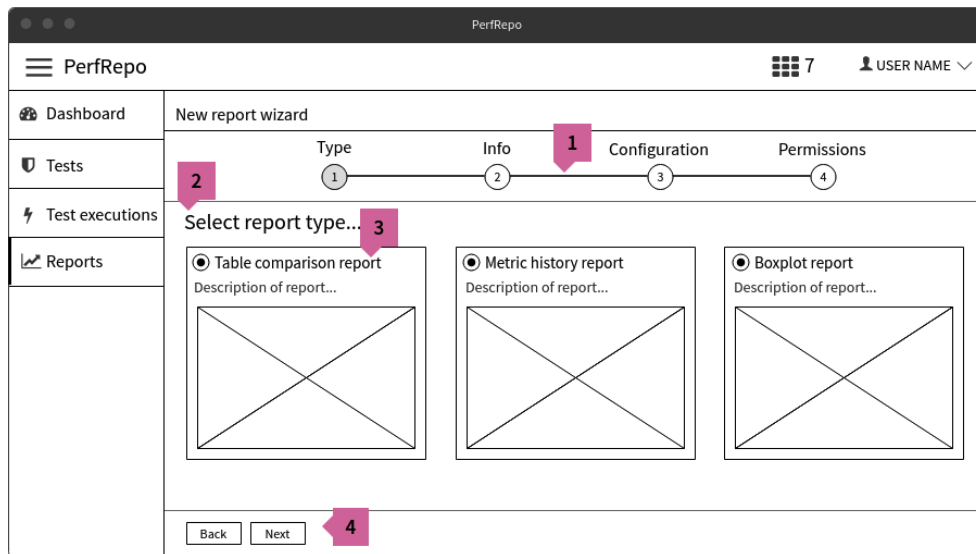 PerfRepo
PerfRepo
7
USER NAME
Dashboard
Tests
Test executions
Reports
New report wizard
Type
Info
1
Configuration
Permissions
1
2
3
4
2
Select report type...
3
Table comparison report
Description of report...
Metric history report
Description of report...
Boxplot report
Description of report...
Back
Next
4